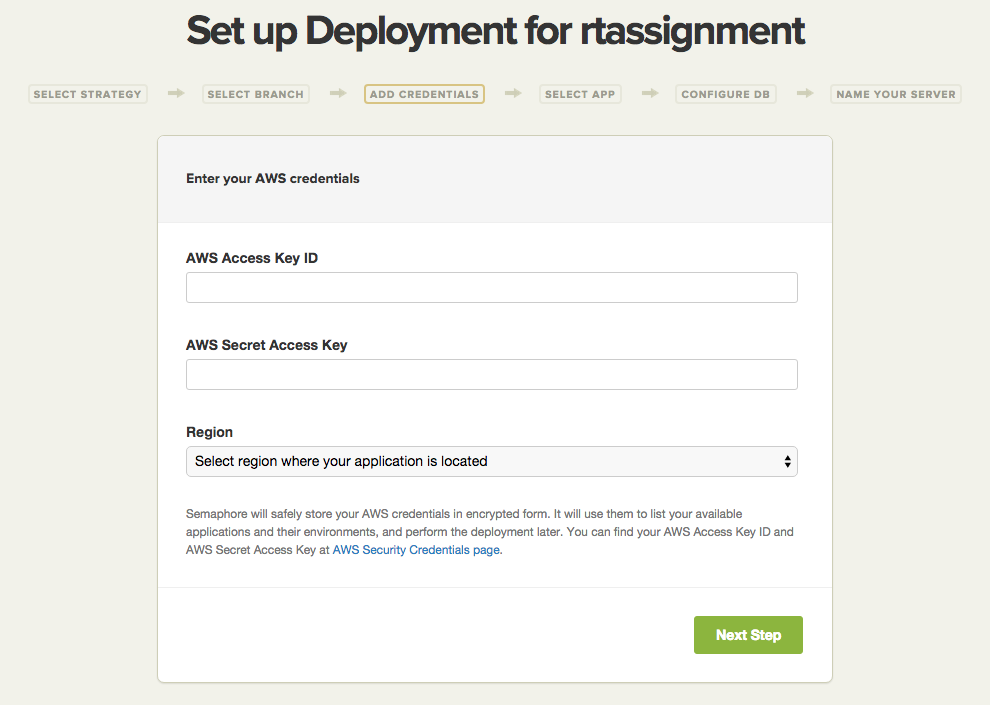 Set up Deployment for rtassignment
SELECT STRATEGY
SELECT BRANCH
ADD CREDENTIALS
SELECT APP
CONFIGURE DB
NAME YOUR SERVER
Enter your AWS credentials
AWS Access Key ID
AWS Secret Access Key
Region
Select region where your application is located
Semaphore will safely store your AWS credentials in encrypted form. It will use them to list your available
applications and their environments, and perform the deployment later. You can find your AWS Access Key ID and
AWS Secret Access Key at AWS Security Credentials page.
Next Step